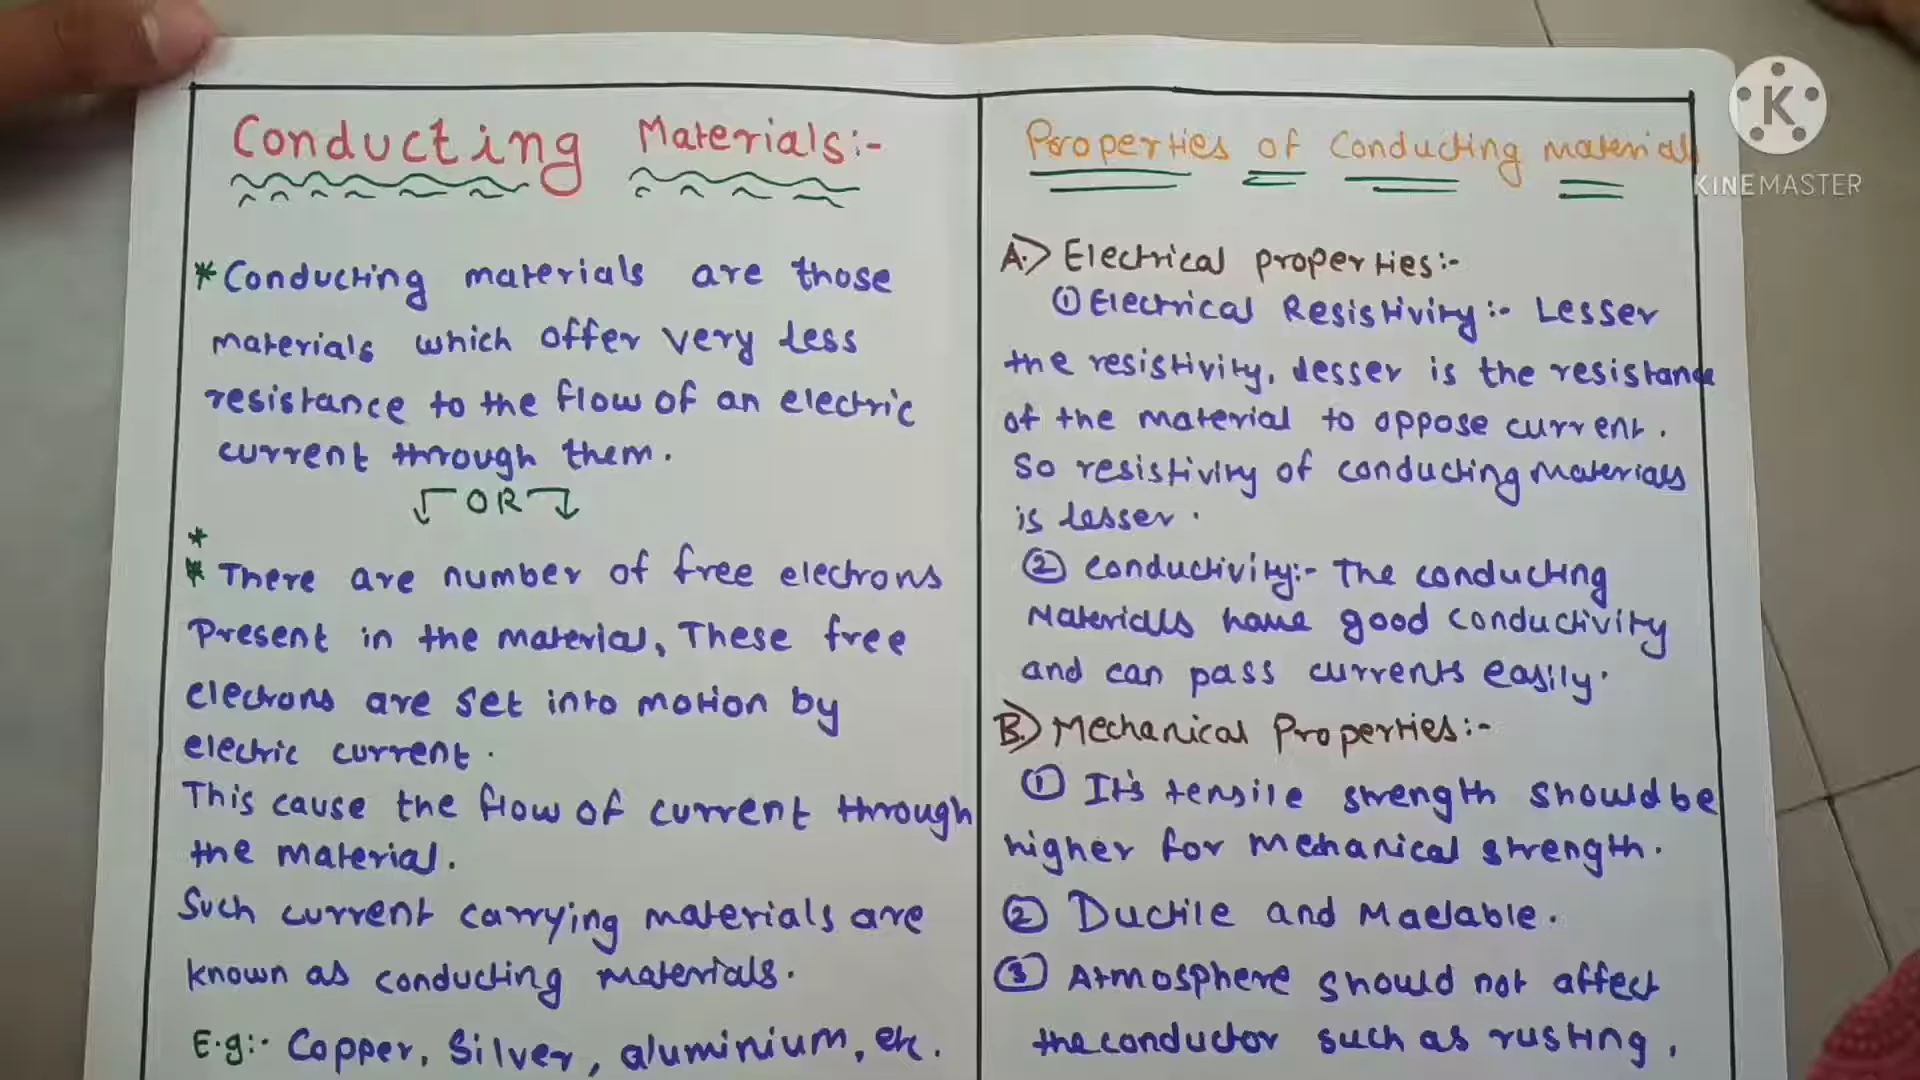 Conducting Materials:-
* Conducting materials are those
materials which offer very less
resistance to the flow of an electric
current through them.
OR
*
* There are number of free electrons
Present in the material, These free
electrons are set into motion by
electric current.
This cause the flow of current through
the material.
Such current carrying materials are
known as conducting materials.
E.g:- Copper, Silver, aluminium, etc.
Properties of Conducting material
A.) Electrical properties:-
① Electrical Resistivity:- Lesser
the resistivity, lesser is the resistance
of the material to oppose current.
So resistivity of conducting Materials
is lesser.
② Conductivity:- The conducting
Materials have good conductivity
and can pass currents easily.
B.) Mechanical Properties:-
① It's tensile strength should be
higher for mechanical strength.
② Ductile and Maelable.
③ Atmosphere should not affect
the conductor such as rusting,
K
KINEMASTER